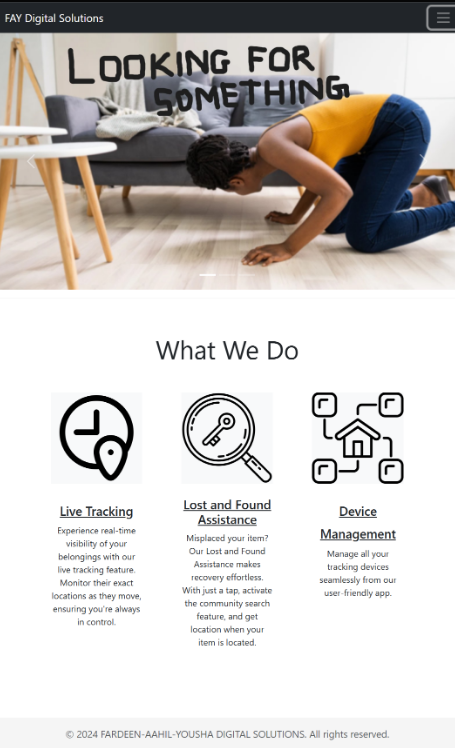 FAY Digital Solutions
LOOKING FOR
SOMETHING
What We Do
Live Tracking
Experience real-time
visibility of your
belongings with our
live tracking feature.
Monitor their exact
locations as they move,
ensuring you're always
in control.
Lost and Found
Assistance
Misplaced your item?
Our Lost and Found
Assistance makes
recovery effortless.
With just a tap, activate
the community search
feature, and get
location when your
item is located.
Device
Management
Manage all your
tracking devices
seamlessly from our
user-friendly app.
© 2024 FARDEEN-AAHIL-YOUSHA DIGITAL SOLUTIONS. All rights reserved.